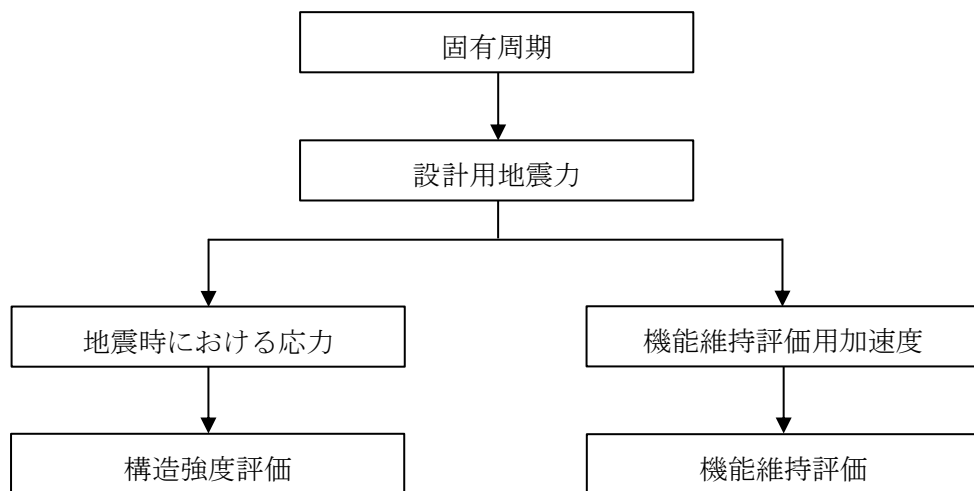 固有周期
設計用地震力
地震時における応力
機能維持評価用加速度
構造強度評価
機能維持評価